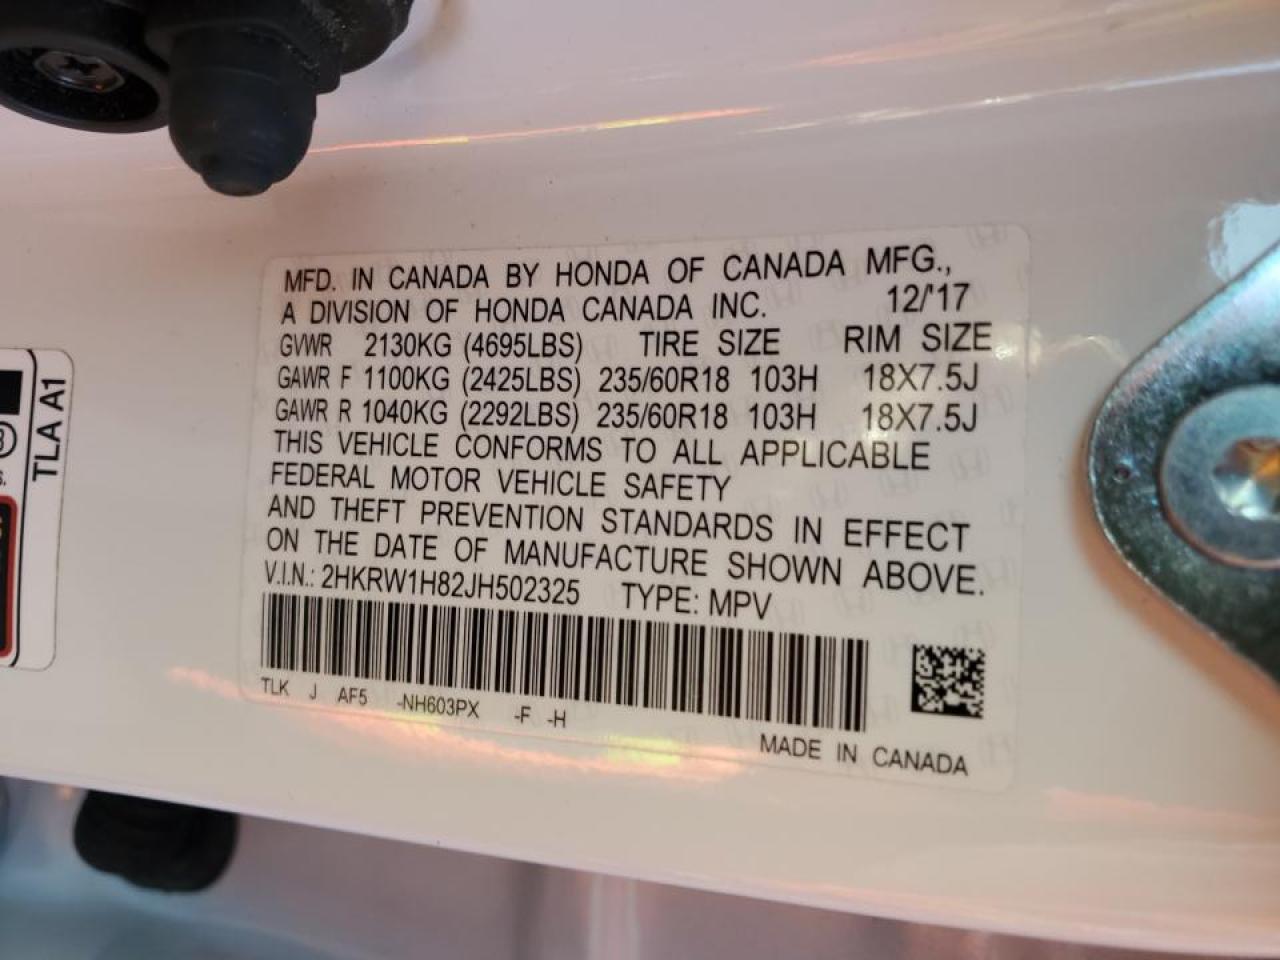 MFD. IN CANADA BY HONDA OF CANADA MFG.,
A DIVISION OF HONDA CANADA INC. 12/'17
GVWR 2130KG (4695LBS) TIRE SIZE RIM SIZE
GAWR F 1100KG (2425LBS) 235/60R18 103H 18X7.5J
GAWR R 1040KG (2292LBS) 235/60R18 103H 18X7.5J
THIS VEHICLE CONFORMS TO ALL APPLICABLE
FEDERAL MOTOR VEHICLE SAFETY
AND THEFT PREVENTION STANDARDS IN EFFECT
ON THE DATE OF MANUFACTURE SHOWN ABOVE.
V.I.N.: 2HKRW1H82JH502325 TYPE: MPV
TLK J AF5 -NH603PX -F -H
MADE IN CANADA
TLA A1